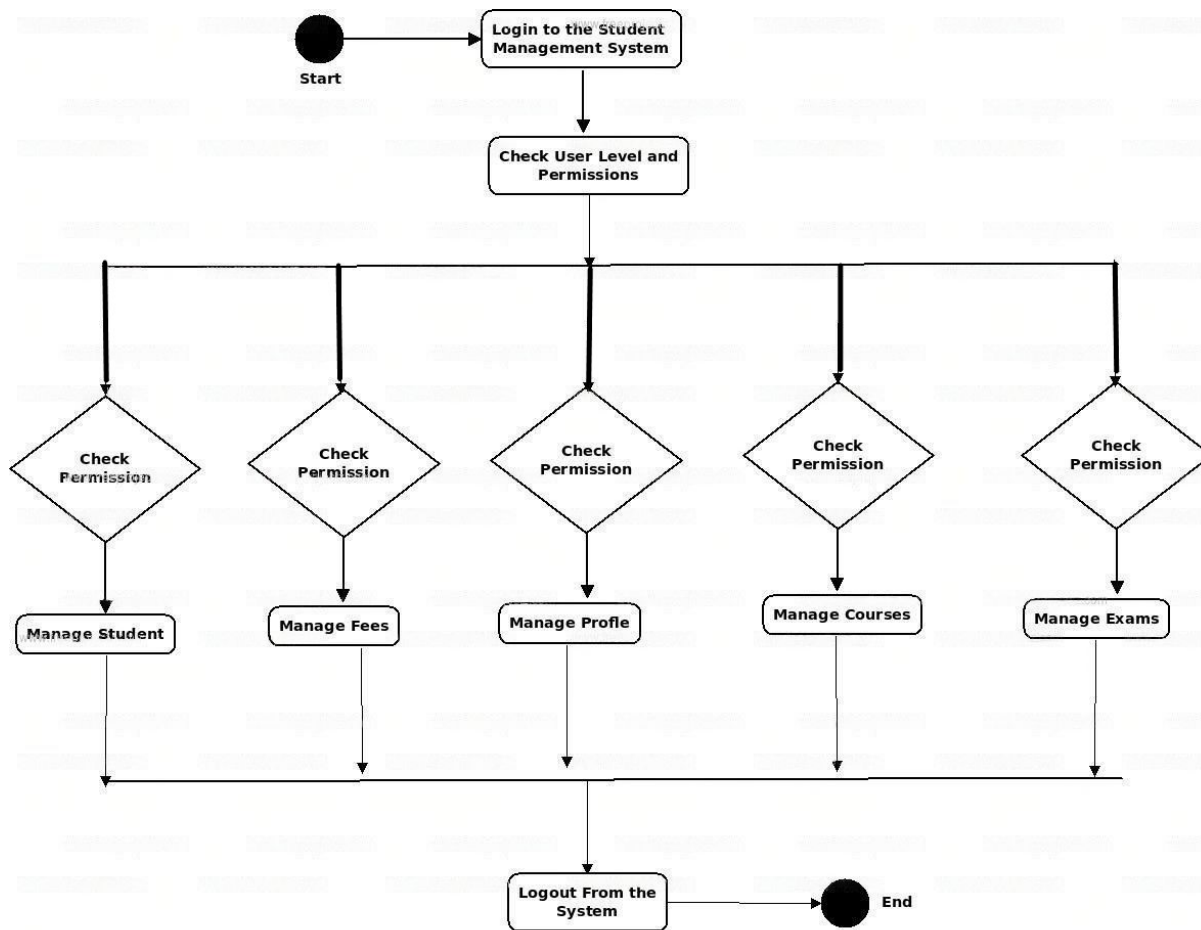 Login to the Student
Management System
Start
Check User Level and
Permissions
Check
Permission
Check
Permission
Check
Permission
Check
Permission
Check
Permission
Manage Student
Manage Fees
Manage Profle
Manage Courses
Manage Exams
Logout From the
System
End